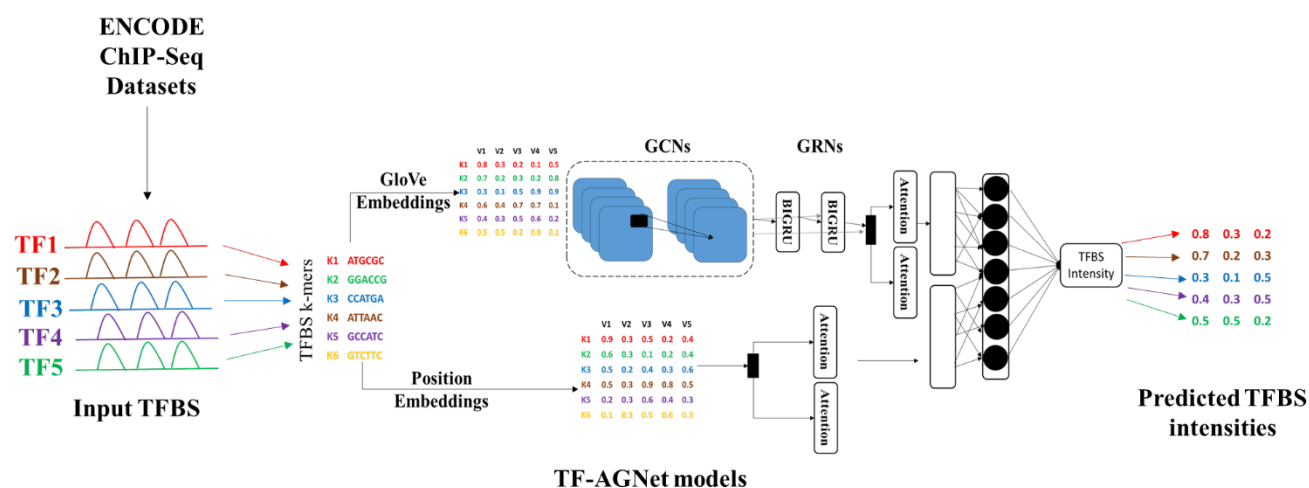 ENCODE
ChIP-Seq
Datasets
TF1
TF2
TF3
TF4
TF5
Input TFBS
TFBS k-mers
K1 ATGCGC
K2 GGACCG
K3 CCATGA
K4 ATTAAC
K5 GCCATC
K6 GTCTTC
GloVe
Embeddings
V1 V2 V3 V4 V5
K1 0.8 0.3 0.2 0.1 0.5
K2 0.7 0.2 0.3 0.2 0.8
K3 0.3 0.1 0.5 0.9 0.9
K4 0.6 0.4 0.7 0.7 0.1
K5 0.4 0.3 0.5 0.6 0.2
K6 0.5 0.5 0.2 0.8 0.1
GCNs
GRNs
BIGRU
BIGRU
Attention
Attention
Position
Embeddings
V1 V2 V3 V4 V5
K1 0.9 0.3 0.5 0.2 0.4
K2 0.6 0.3 0.1 0.2 0.4
K3 0.5 0.2 0.4 0.3 0.6
K4 0.5 0.3 0.9 0.8 0.5
K5 0.2 0.3 0.6 0.4 0.3
K6 0.1 0.3 0.5 0.6 0.3
Attention
Attention
TFBS
Intensity
0.8 0.3 0.2
0.7 0.2 0.3
0.3 0.1 0.5
0.4 0.3 0.5
0.5 0.5 0.2
Predicted TFBS
intensities
TF-AGNet models